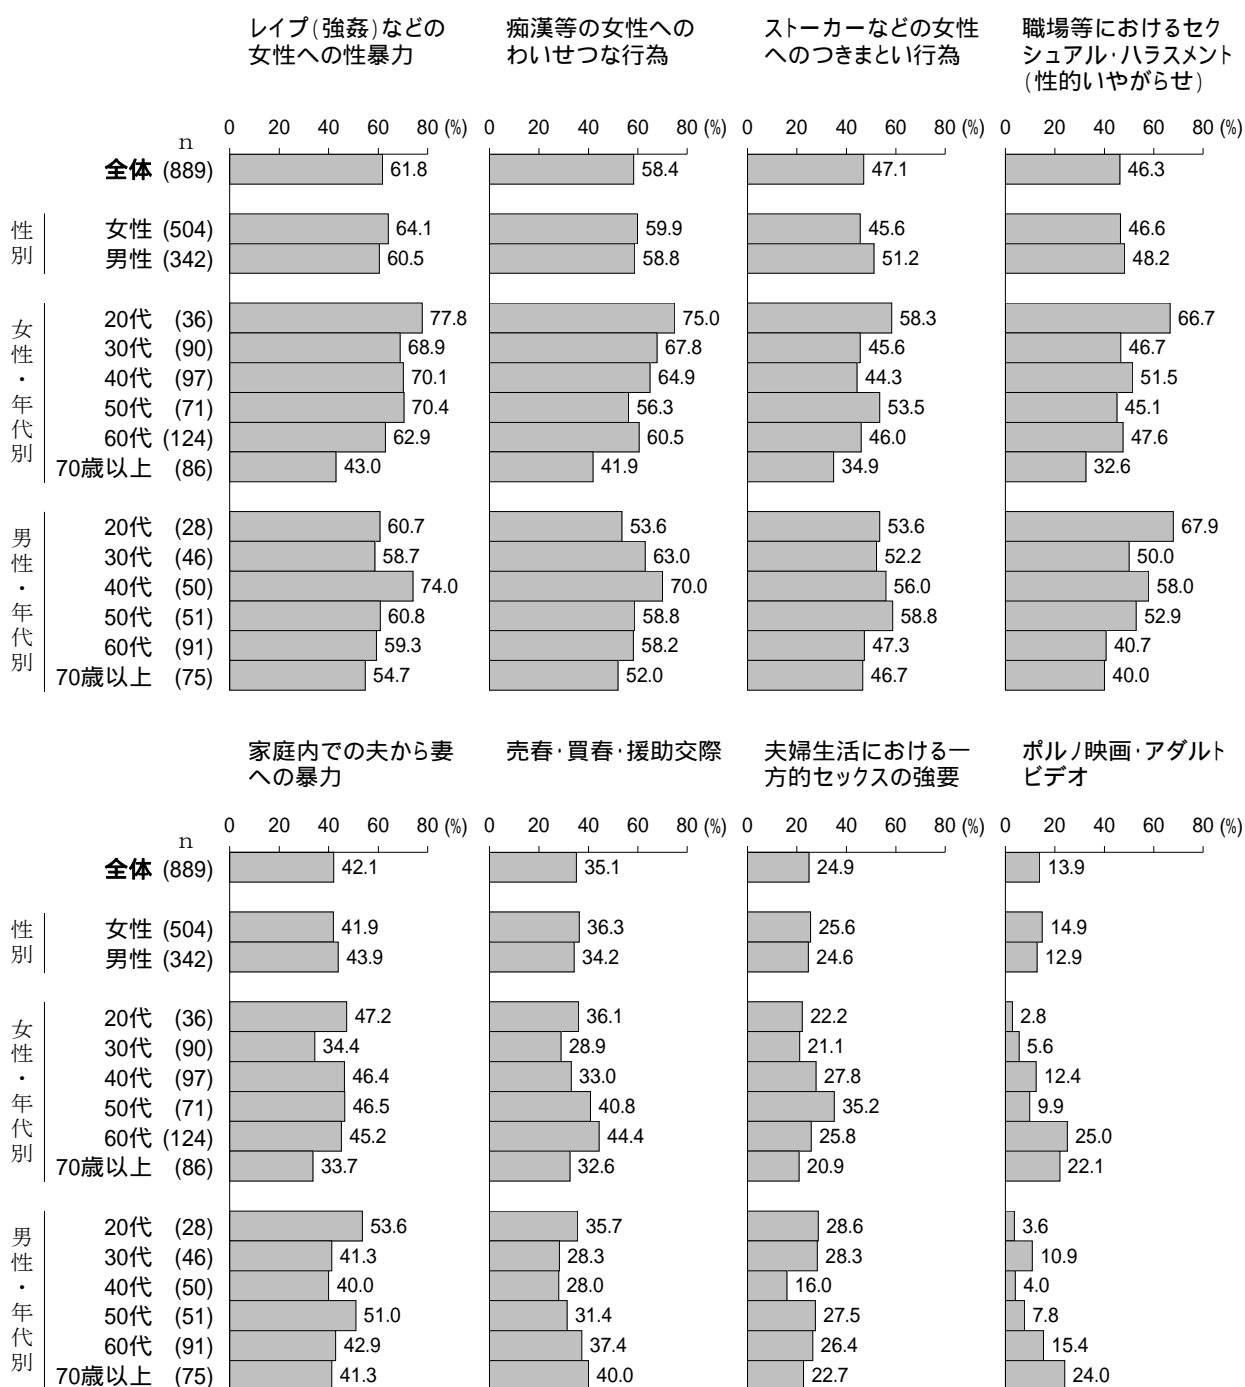 レイプ(強姦)などの
女性への性暴力
痴漢等の女性への
わいせつな行為
ストーカーなどの女性
へのつきまとい行為
職場等におけるセク
シュアル・ハラスメント
(性的いやがらせ)
n 0 20 40 60 80 (%) 0 20 40 60 80 (%) 0 20 40 60 80 (%) 0 20 40 60 80 (%)
全体 (889) 61.8 58.4 47.1 46.3
性別
女性 (504) 64.1 59.9 45.6 46.6
男性 (342) 60.5 58.8 51.2 48.2
女性・年代別
20代 (36) 77.8 75.0 58.3 66.7
30代 (90) 68.9 67.8 45.6 46.7
40代 (97) 70.1 64.9 44.3 51.5
50代 (71) 70.4 56.3 53.5 45.1
60代 (124) 62.9 60.5 46.0 47.6
70歳以上 (86) 43.0 41.9 34.9 32.6
男性・年代別
20代 (28) 60.7 53.6 53.6 67.9
30代 (46) 58.7 63.0 52.2 50.0
40代 (50) 74.0 70.0 56.0 58.0
50代 (51) 60.8 58.8 58.8 52.9
60代 (91) 59.3 58.2 47.3 40.7
70歳以上 (75) 54.7 52.0 46.7 40.0
家庭内での夫から妻
への暴力
売春・買春・援助交際
夫婦生活における一
方的セックスの強要
ポルノ映画・アダルト
ビデオ
n 0 20 40 60 80 (%) 0 20 40 60 80 (%) 0 20 40 60 80 (%) 0 20 40 60 80 (%)
全体 (889) 42.1 35.1 24.9 13.9
性別
女性 (504) 41.9 36.3 25.6 14.9
男性 (342) 43.9 34.2 24.6 12.9
女性・年代別
20代 (36) 47.2 36.1 22.2 2.8
30代 (90) 34.4 28.9 21.1 5.6
40代 (97) 46.4 33.0 27.8 12.4
50代 (71) 46.5 40.8 35.2 9.9
60代 (124) 45.2 44.4 25.8 25.0
70歳以上 (86) 33.7 32.6 20.9 22.1
男性・年代別
20代 (28) 53.6 35.7 28.6 3.6
30代 (46) 41.3 28.3 28.3 10.9
40代 (50) 40.0 28.0 16.0 4.0
50代 (51) 51.0 31.4 27.5 7.8
60代 (91) 42.9 37.4 26.4 15.4
70歳以上 (75) 41.3 40.0 22.7 24.0